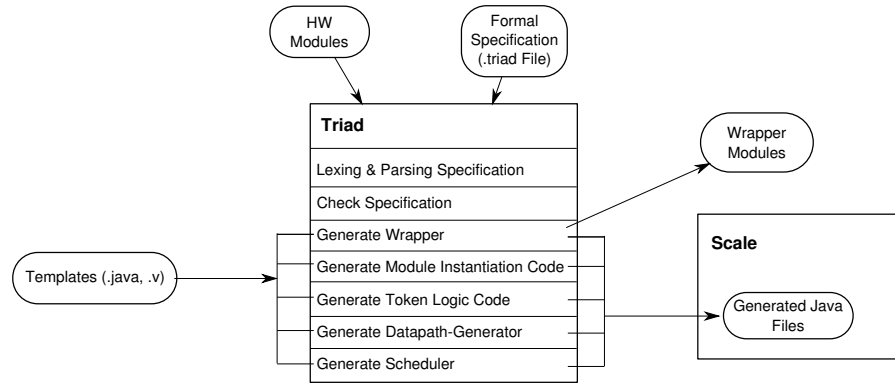 HW
Modules
Formal
Specification
(.triad File)
Triad
Lexing & Parsing Specification
Check Specification
Generate Wrapper
Generate Module Instantiation Code
Generate Token Logic Code
Generate Datapath-Generator
Generate Scheduler
Templates (.java, .v)
Wrapper
Modules
Scale
Generated Java
Files